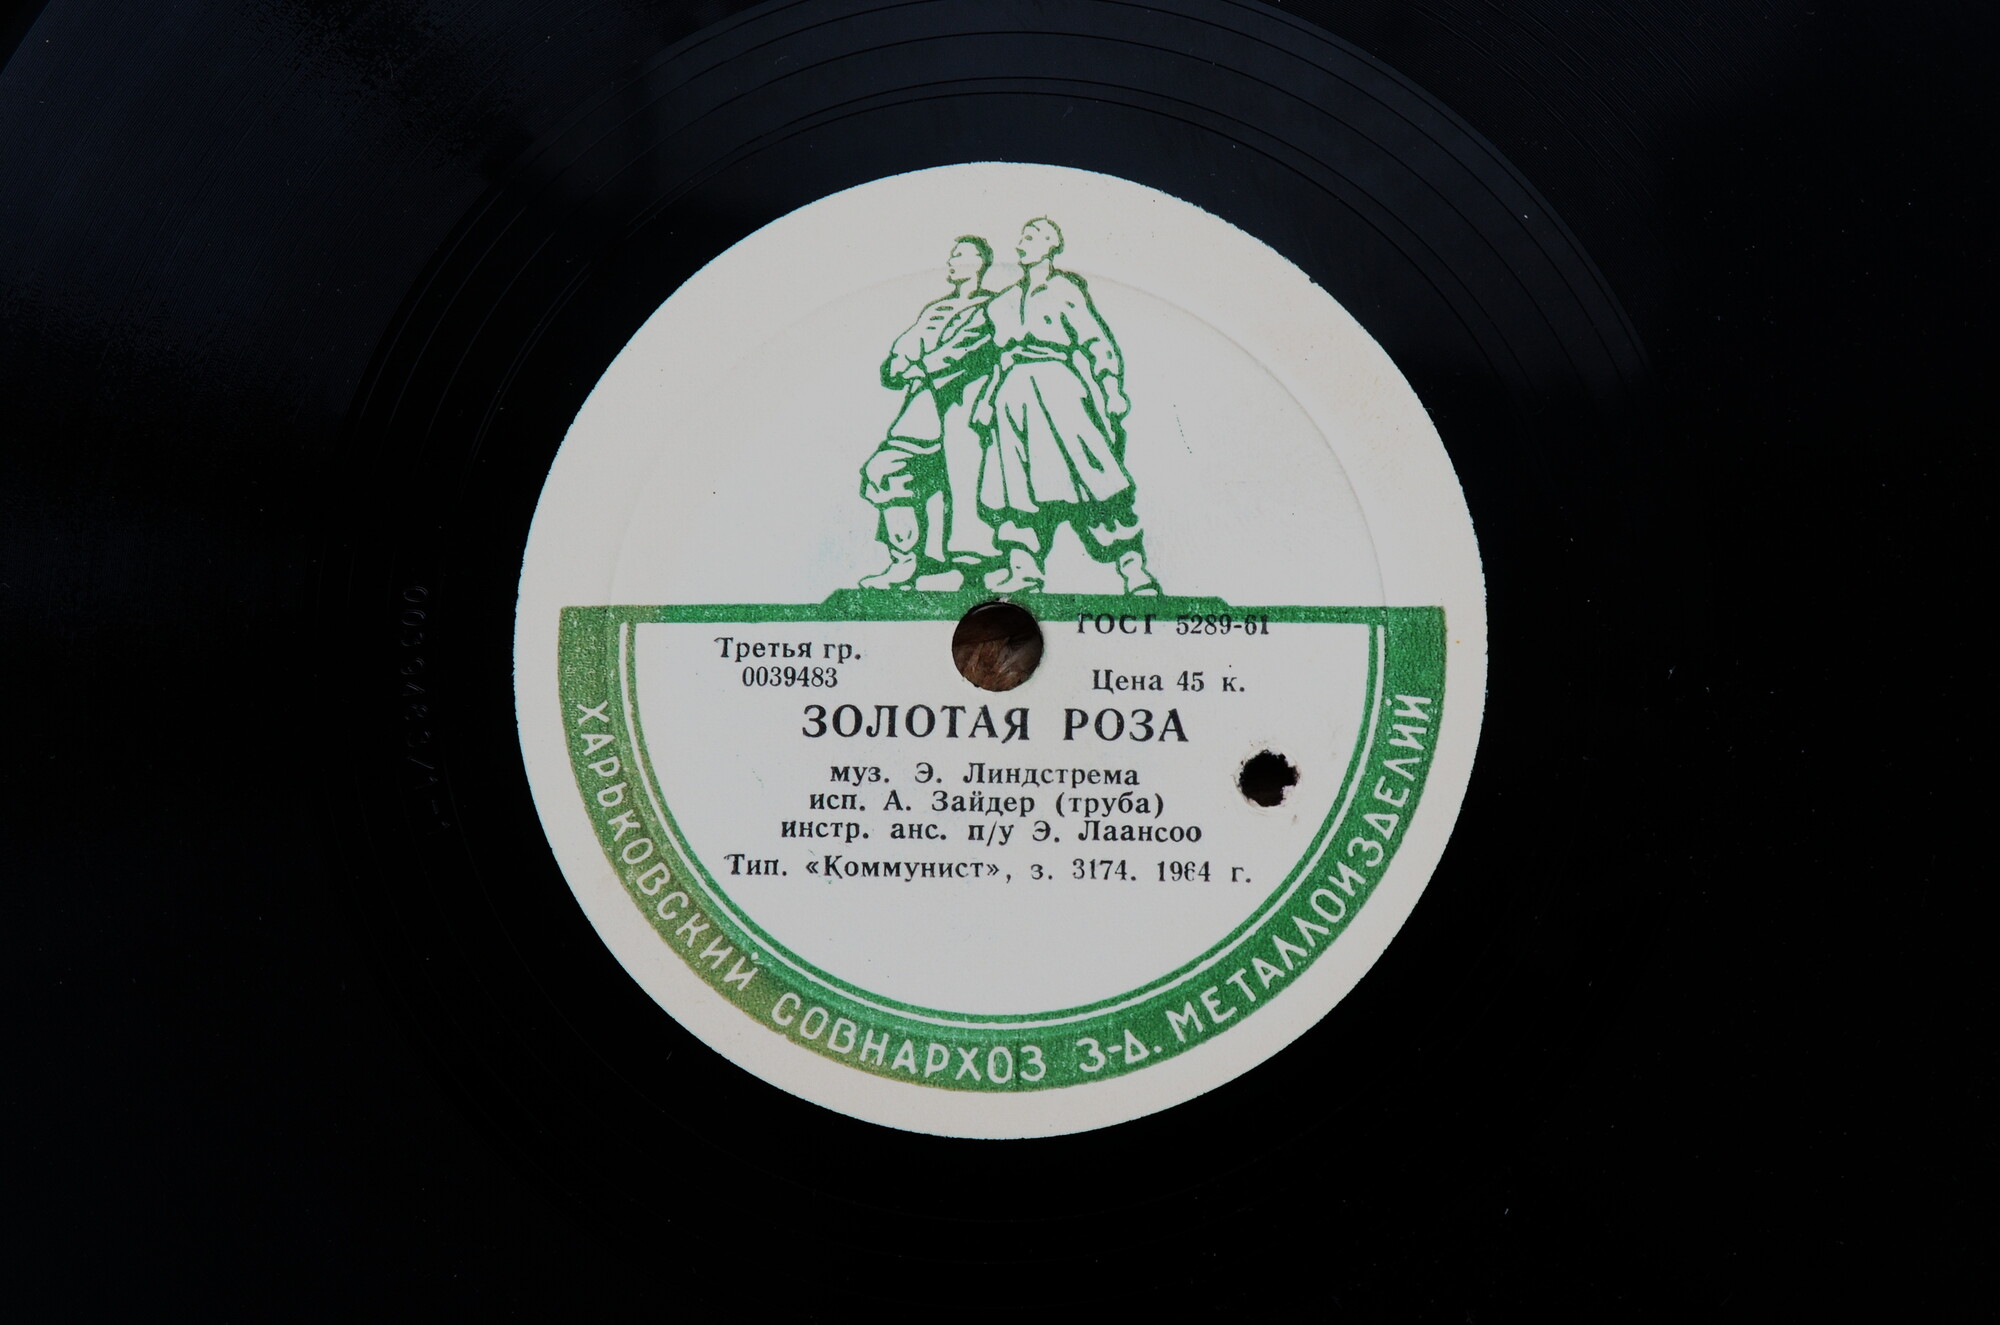 ГОСТ 5289-61
Третья гр.
0039483
Цена 45 к.
ЗОЛОТАЯ РОЗА
муз. Э. Линдстрема
исп. А. Зайдер (труба)
инстр. анс. п/у Э. Лаансоо
Тип. «Коммунист», з. 3174. 1964 г.
ХАРЬКОВСКИЙ СОВНАРХОЗ З-Д. МЕТАЛЛОИЗДЕЛИЙ